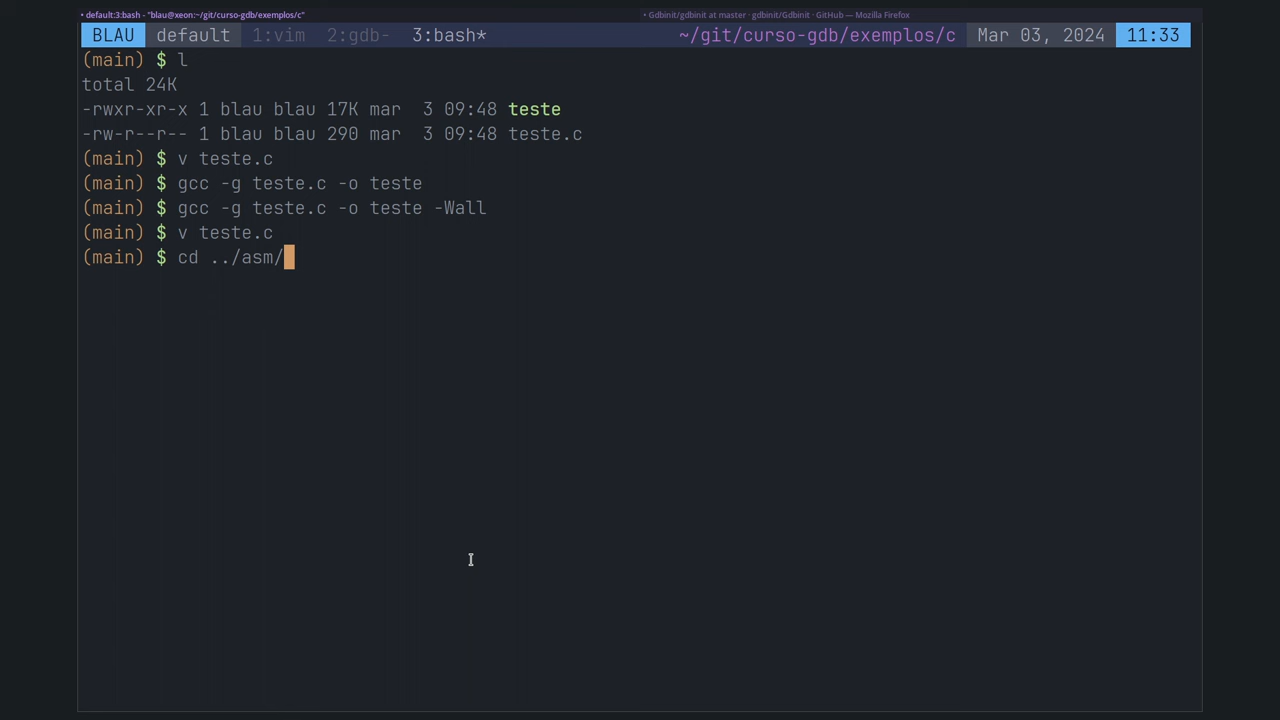 • default:3:bash - "blau@xeon:~/git/curso-gdb/exemplos/c"
• Gdbinit/gdbinit at master · gdbinit/Gdbinit · GitHub — Mozilla Firefox
BLAU default 1:vim 2:gdb- 3:bash* ~/git/curso-gdb/exemplos/c Mar 03, 2024 11:33
(main) $ l
total 24K
-rwxr-xr-x 1 blau blau 17K mar  3 09:48 teste
-rw-r--r-- 1 blau blau 290 mar  3 09:48 teste.c
(main) $ v teste.c
(main) $ gcc -g teste.c -o teste
(main) $ gcc -g teste.c -o teste -Wall
(main) $ v teste.c
(main) $ cd ../asm/